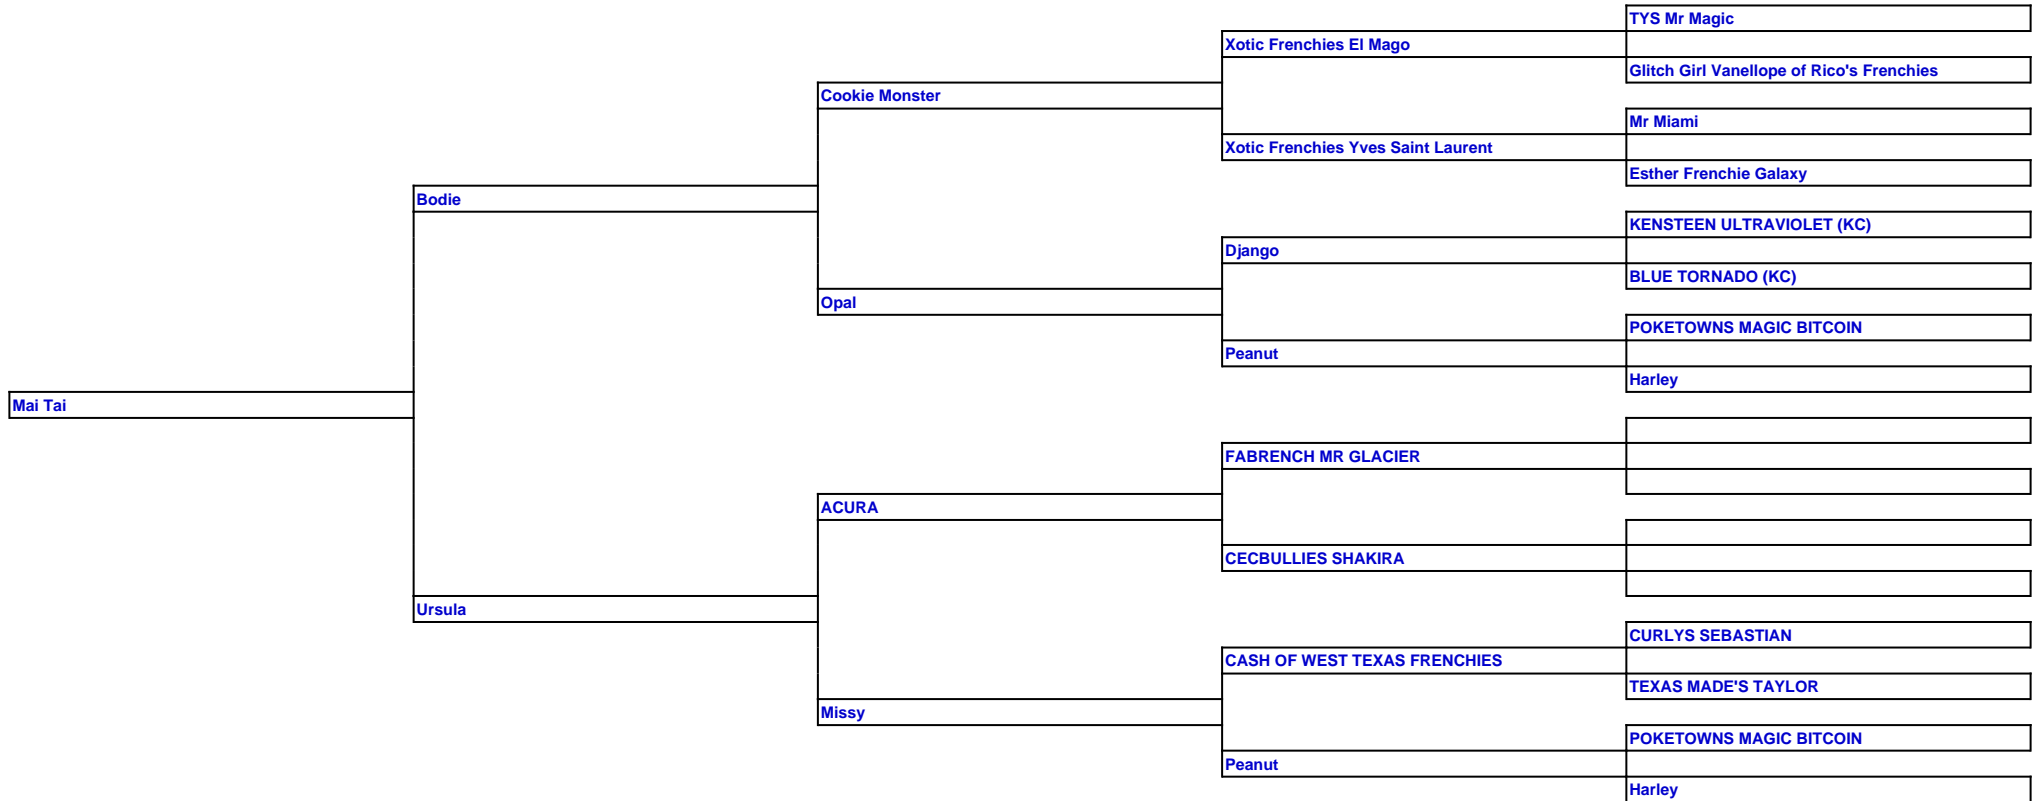 TYS Mr Magic
Xotic Frenchies El Mago
Glitch Girl Vanellope of Rico's Frenchies
Cookie Monster
Mr Miami
Xotic Frenchies Yves Saint Laurent
Esther Frenchie Galaxy
Bodie
KENSTEEN ULTRAVIOLET (KC)
Django
BLUE TORNADO (KC)
Opal
POKETOWNS MAGIC BITCOIN
Peanut
Harley
Mai Tai
FABRENCH MR GLACIER
ACURA
CECBULLIES SHAKIRA
Ursula
CURLYS SEBASTIAN
CASH OF WEST TEXAS FRENCHIES
TEXAS MADE'S TAYLOR
Missy
POKETOWNS MAGIC BITCOIN
Peanut
Harley